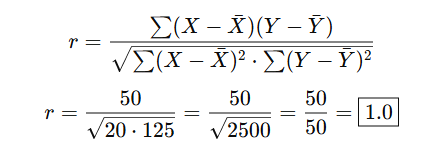 r = ∑(X − X̄)(Y − Ȳ) / √(∑(X − X̄)² · ∑(Y − Ȳ)²)
r = 50 / √(20 · 125) = 50 / √2500 = 50 / 50 = 1.0